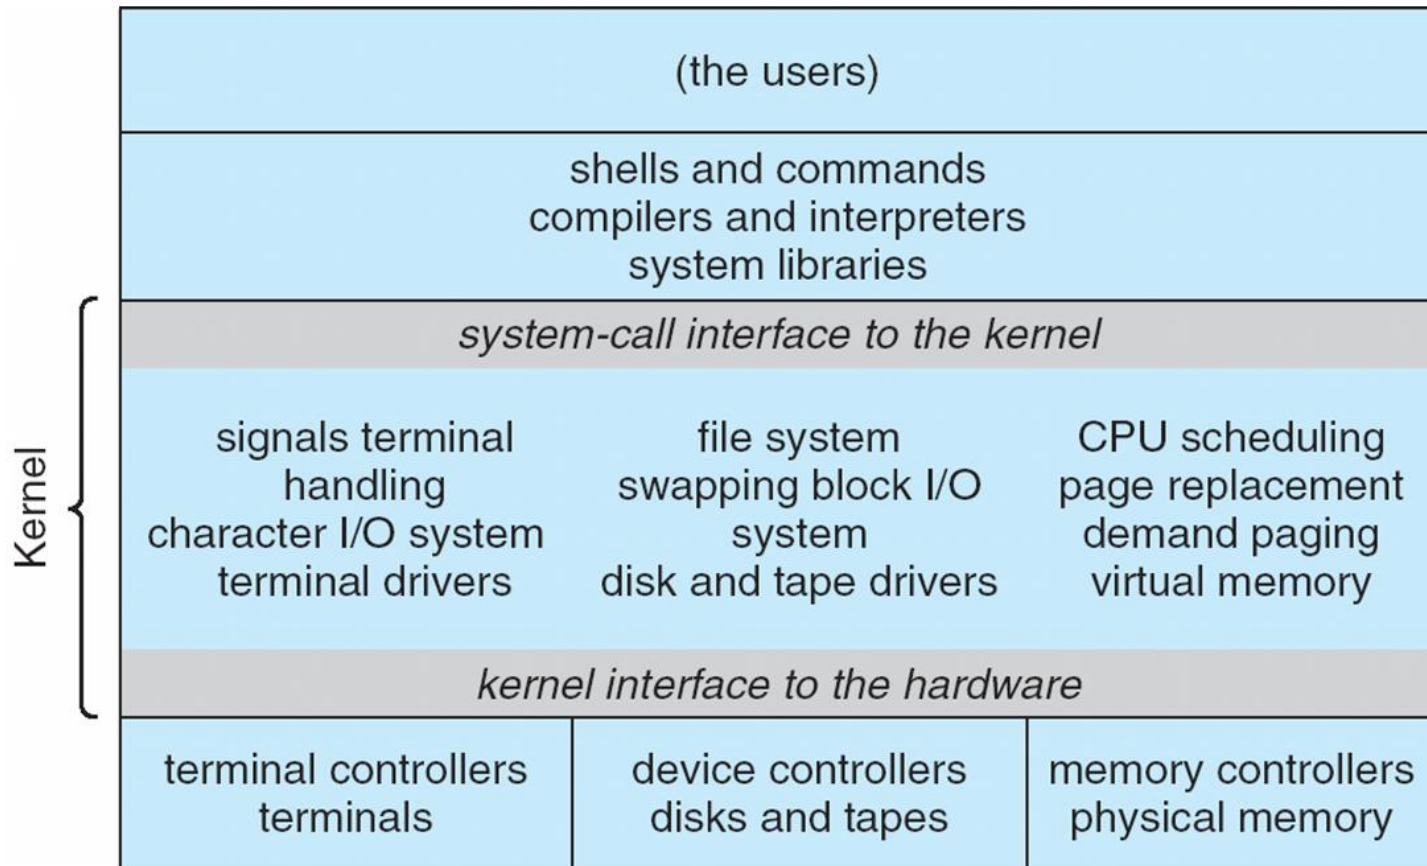 (the users)
shells and commands
compilers and interpreters
system libraries
Kernel
system-call interface to the kernel
signals terminal
handling
character I/O system
terminal drivers
file system
swapping block I/O
system
disk and tape drivers
CPU scheduling
page replacement
demand paging
virtual memory
kernel interface to the hardware
terminal controllers
terminals
device controllers
disks and tapes
memory controllers
physical memory